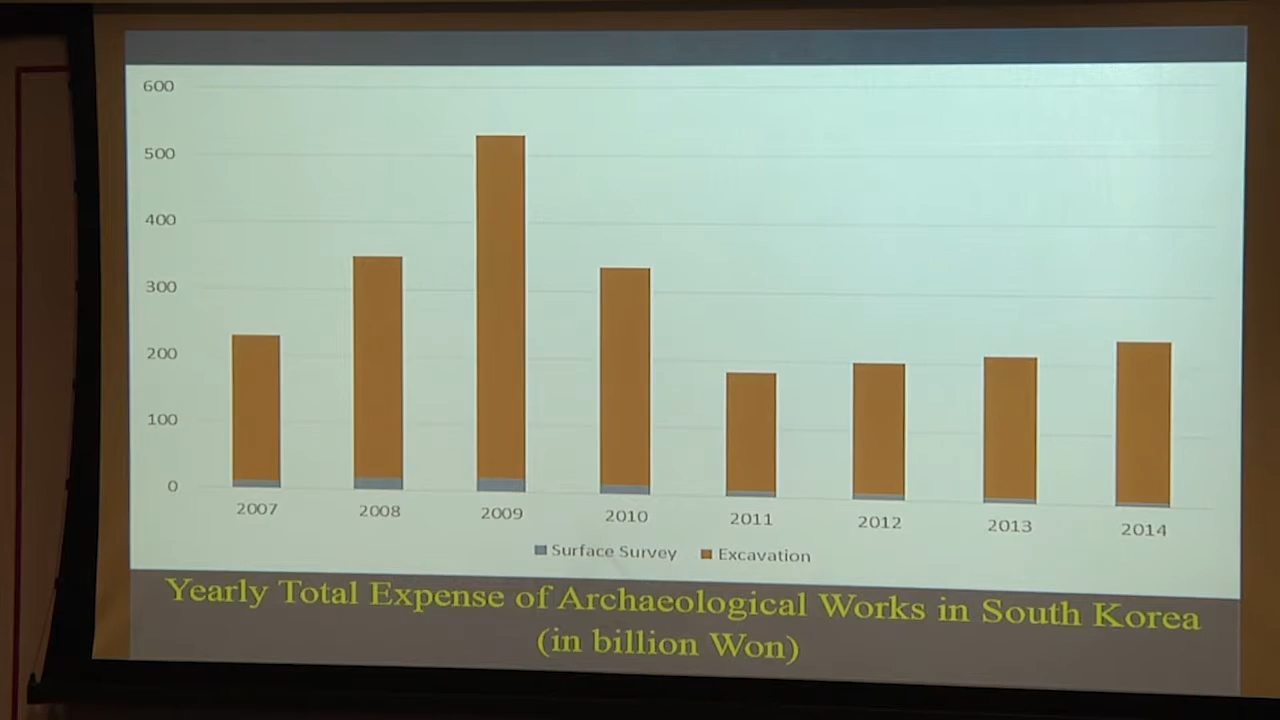 600
500
400
300
200
100
0
2007 2008 2009 2010 2011 2012 2013 2014
Surface Survey Excavation
Yearly Total Expense of Archaeological Works in South Korea
(in billion Won)